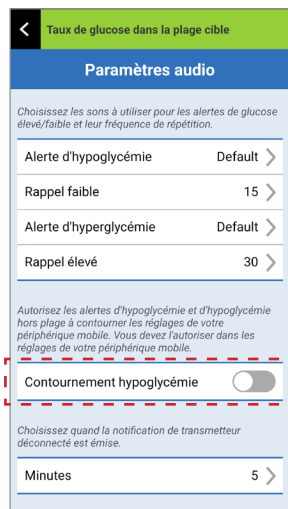 Taux de glucose dans la plage cible
Paramètres audio
Choisissez les sons à utiliser pour les alertes de glucose
élevé/faible et leur fréquence de répétition.
Alerte d'hypoglycémie Default
Rappel faible 15
Alerte d'hyperglycémie Default
Rappel élevé 30
Autorisez les alertes d'hypoglycémie et d'hypoglycémie
hors plage à contourner les réglages de votre
périphérique mobile. Vous devez l'autoriser dans les
réglages de votre périphérique mobile.
Contournement hypoglycémie
Choisissez quand la notification de transmetteur
déconnecté est émise.
Minutes 5